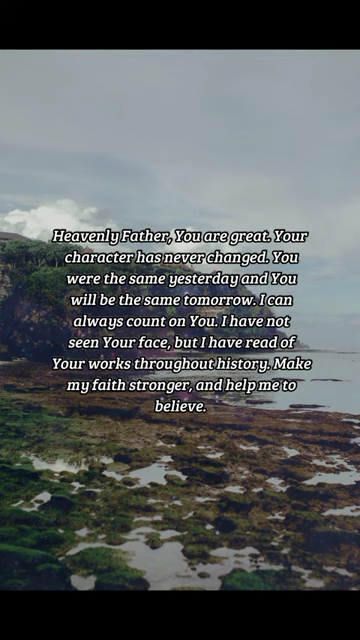 Heavenly Father, You are great. Your
character has never changed. You
were the same yesterday and You
will be the same tomorrow. I can
always count on You. I have not
seen Your face, but I have read of
Your works throughout history. Make
my faith stronger, and help me to
believe.